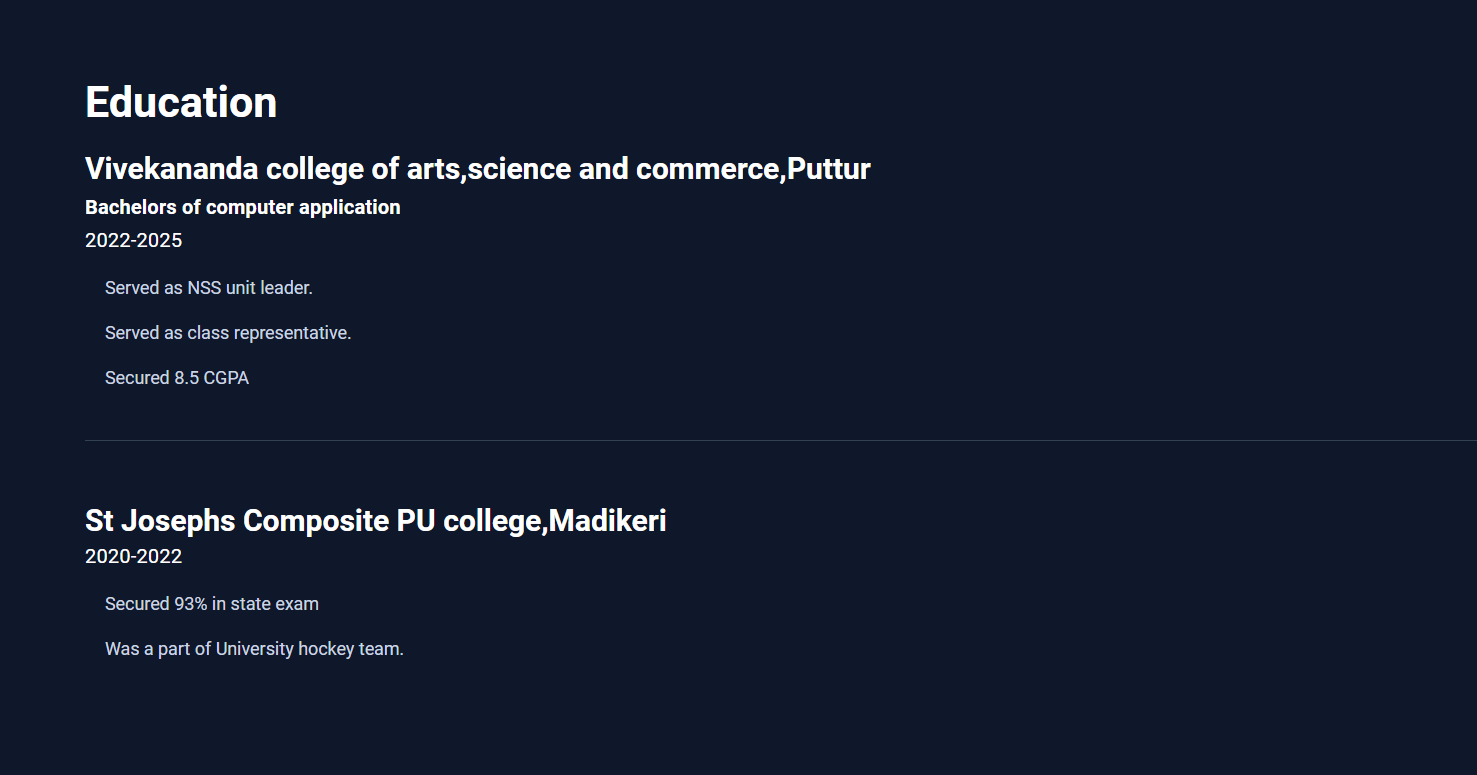 Education
Vivekananda college of arts,science and commerce,Puttur
Bachelors of computer application
2022-2025
Served as NSS unit leader.
Served as class representative.
Secured 8.5 CGPA
St Josephs Composite PU college,Madikeri
2020-2022
Secured 93% in state exam
Was a part of University hockey team.